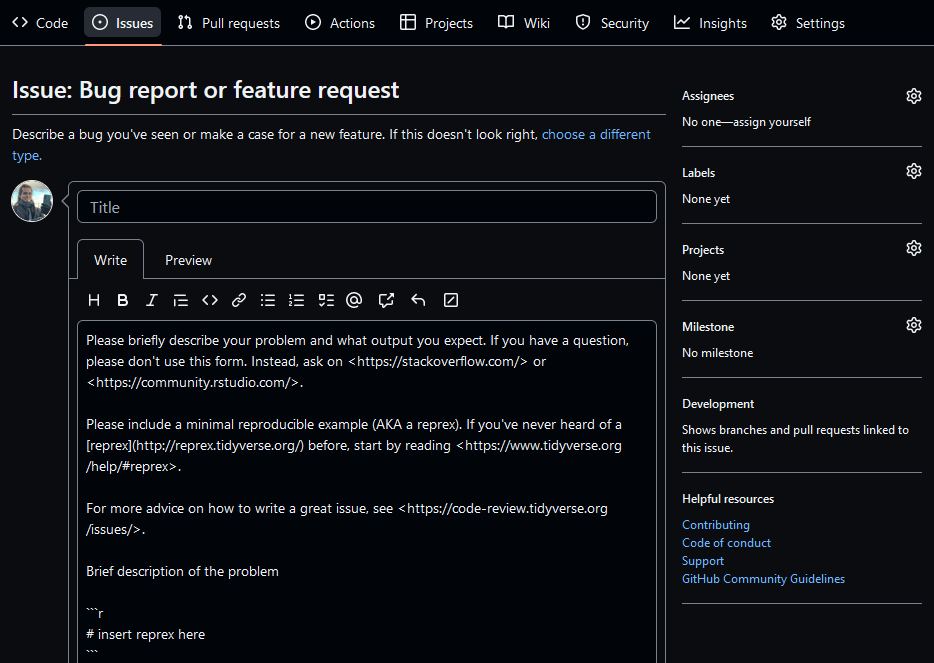 Code Issues Pull requests Actions Projects Wiki Security Insights Settings
Issue: Bug report or feature request
Describe a bug you've seen or make a case for a new feature. If this doesn't look right, choose a different
type.
Title
Write Preview
Please briefly describe your problem and what output you expect. If you have a question,
please don't use this form. Instead, ask on <https://stackoverflow.com/> or
<https://community.rstudio.com/>.
Please include a minimal reproducible example (AKA a reprex). If you've never heard of a
[reprex](http://reprex.tidyverse.org/) before, start by reading <https://www.tidyverse.org
/help/#reprex>.
For more advice on how to write a great issue, see <https://code-review.tidyverse.org
/issues/>.
Brief description of the problem
```r
# insert reprex here
```
Assignees
No one—assign yourself
Labels
None yet
Projects
None yet
Milestone
No milestone
Development
Shows branches and pull requests linked to
this issue.
Helpful resources
Contributing
Code of conduct
Support
GitHub Community Guidelines